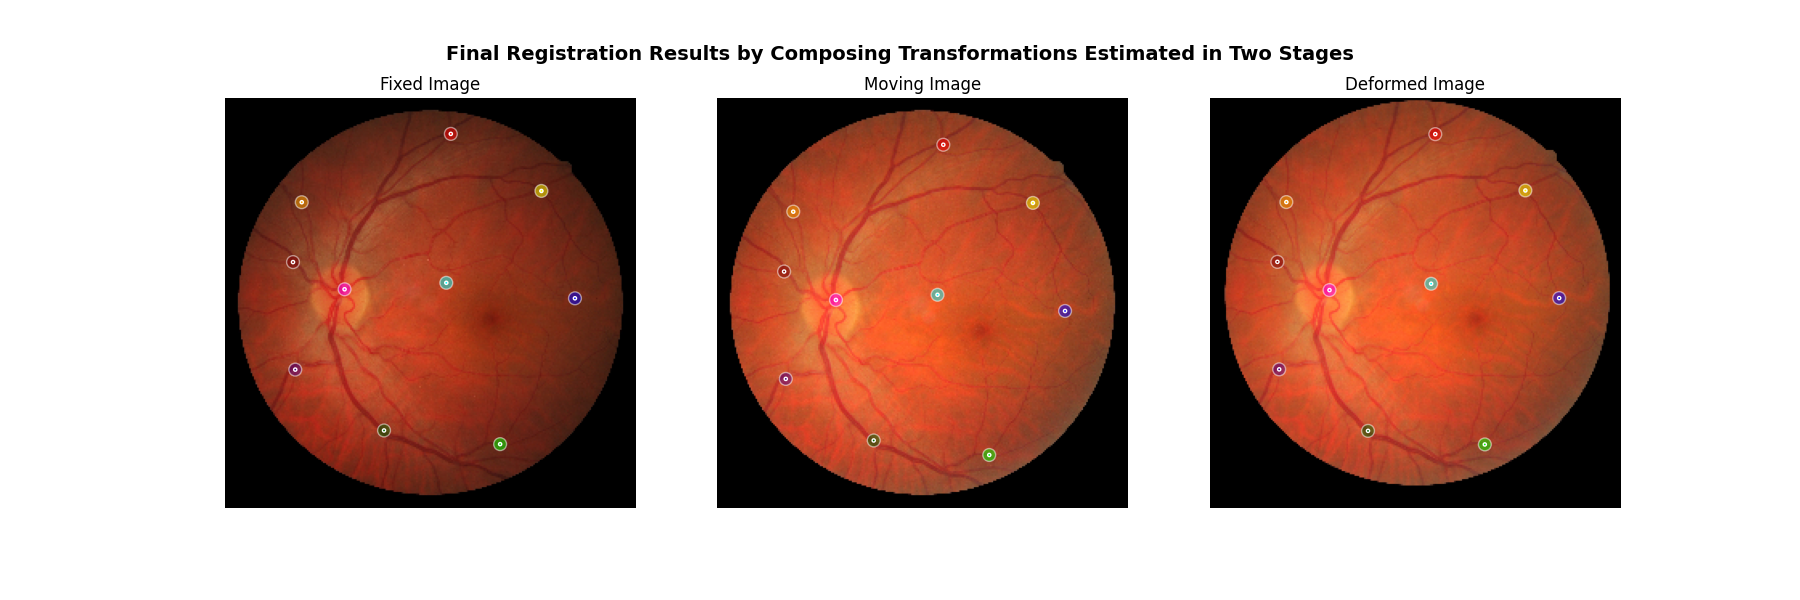 Final Registration Results by Composing Transformations Estimated in Two Stages
Fixed Image
Moving Image
Deformed Image